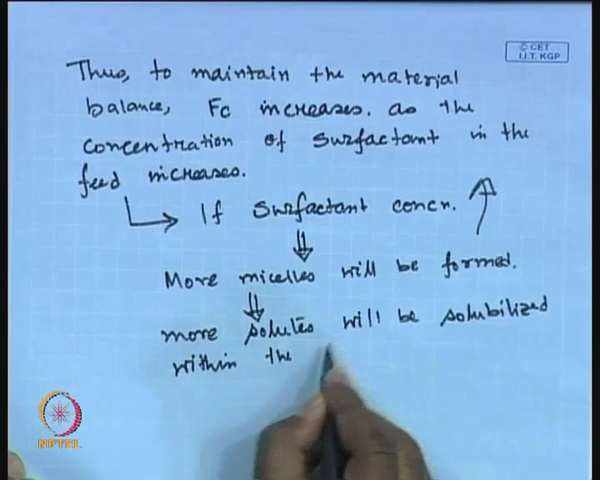 © CET
I.I.T. KGP
Thus, to maintain the material
balance, Fc increases. as the
concentration of surfactant in the
feed increases.
If surfactant concn.
More micelles will be formed.
more solutes will be solubilized
within the
NPTEL